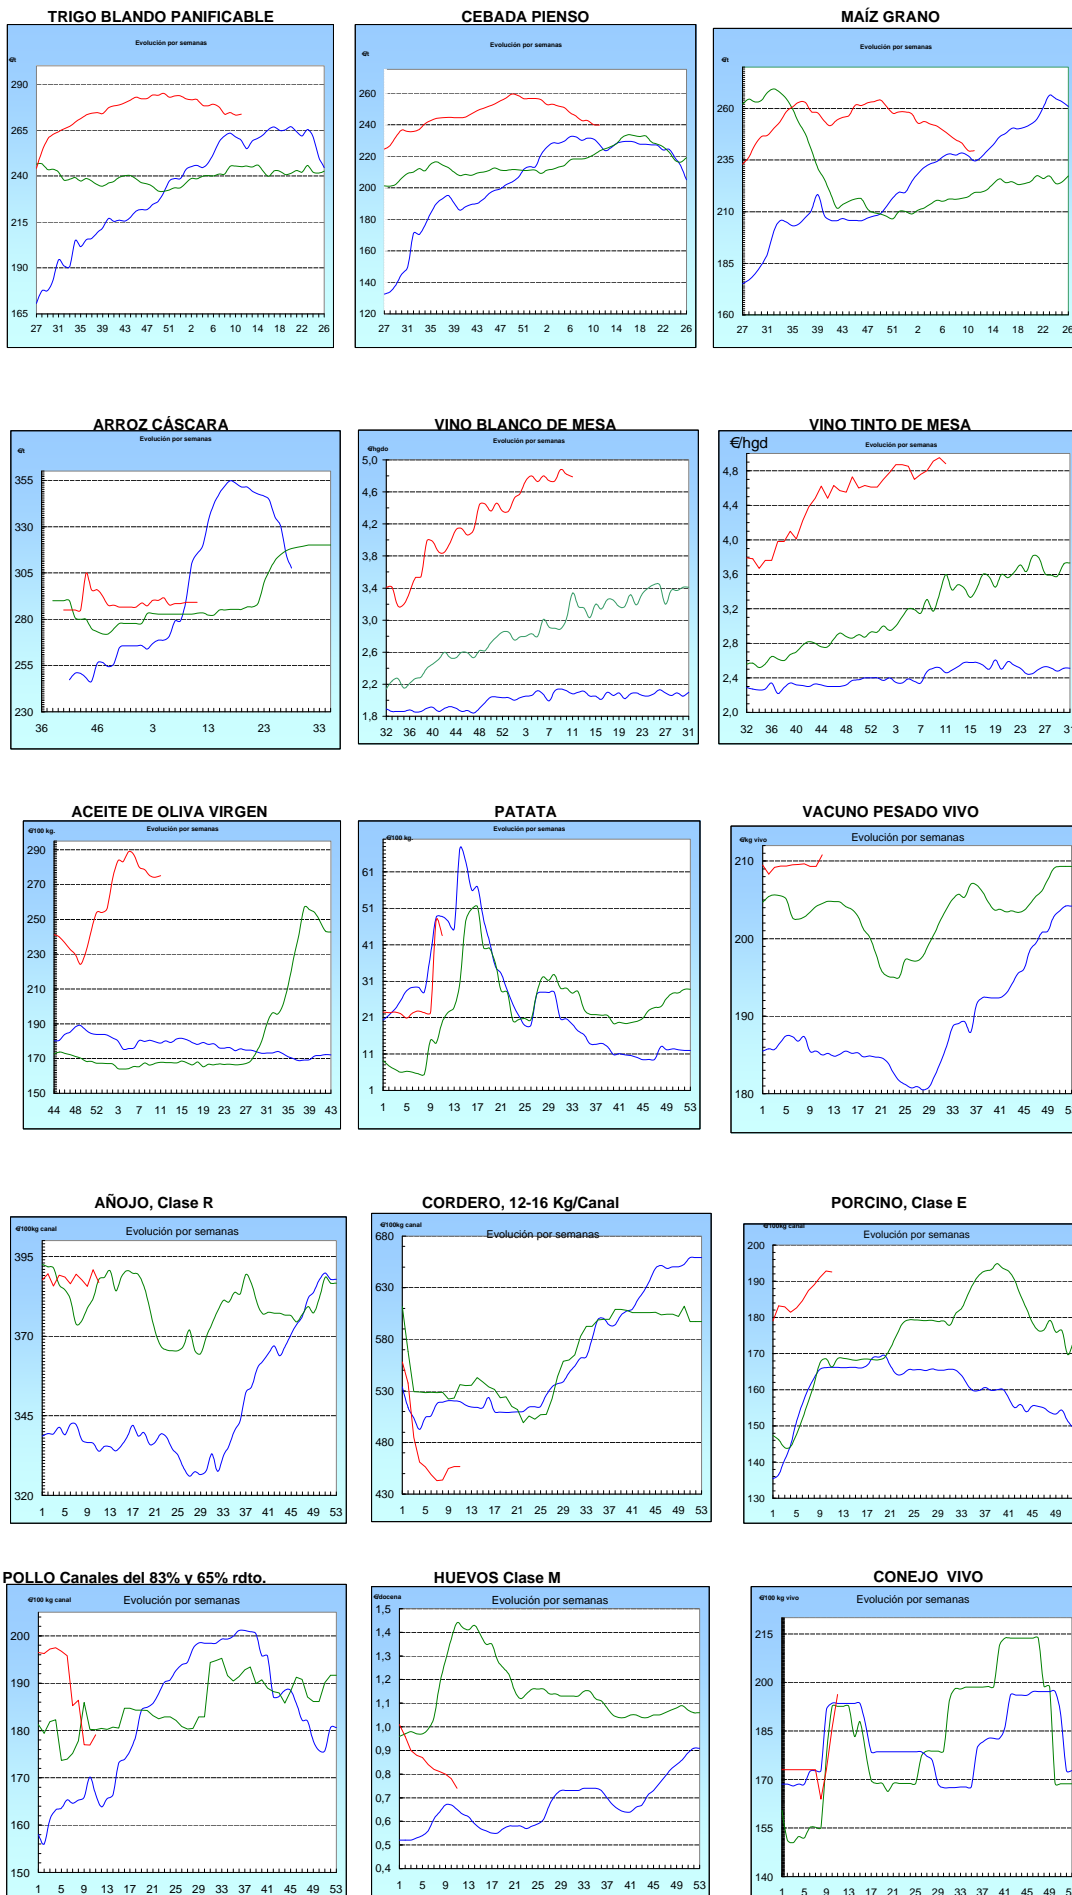 TRIGO BLANDO PANIFICABLE
Evolución por semanas
€/t
290
265
240
215
190
165
27 31 35 39 43 47 51 2 6 10 14 18 22 26
CEBADA PIENSO
Evolución por semanas
€/t
260
240
220
200
180
160
140
120
27 31 35 39 43 47 51 2 6 10 14 18 22 26
MAÍZ GRANO
Evolución por semanas
€/t
260
235
210
185
160
27 31 35 39 43 47 51 2 6 10 14 18 22 26
ARROZ CÁSCARA
Evolución por semanas
€/t
355
330
305
280
255
230
36 46 3 13 23 33
VINO BLANCO DE MESA
Evolución por semanas
€/hgdo
5,0
4,6
4,2
3,8
3,4
3,0
2,6
2,2
1,8
32 36 40 44 48 52 3 7 11 15 19 23 27 31
VINO TINTO DE MESA
Evolución por semanas
€/hgd
4,8
4,4
4,0
3,6
3,2
2,8
2,4
2,0
32 36 40 44 48 52 3 7 11 15 19 23 27 31
ACEITE DE OLIVA VIRGEN
Evolución por semanas
€/100 kg.
290
270
250
230
210
190
170
150
44 48 52 3 7 11 15 19 23 27 31 35 39 43
PATATA
Evolución por semanas
€/100 kg.
61
51
41
31
21
11
1
1 5 9 13 17 21 25 29 33 37 41 45 49 53
VACUNO PESADO VIVO
Evolución por semanas
€/kg vivo
210
200
190
180
1 5 9 13 17 21 25 29 33 37 41 45 49 53
AÑOJO, Clase R
Evolución por semanas
€/100kg canal
395
370
345
320
1 5 9 13 17 21 25 29 33 37 41 45 49 53
CORDERO, 12-16 Kg/Canal
Evolución por semanas
€/100kg canal
680
630
580
530
480
430
1 5 9 13 17 21 25 29 33 37 41 45 49 53
PORCINO, Clase E
Evolución por semanas
€/100kg canal
200
190
180
170
160
150
140
130
1 5 9 13 17 21 25 29 33 37 41 45 49
POLLO Canales del 83% y 65% rdto.
Evolución por semanas
€/100 kg canal
200
190
180
170
160
150
1 5 9 13 17 21 25 29 33 37 41 45 49 53
HUEVOS Clase M
Evolución por semanas
€/docena
1,5
1,4
1,3
1,2
1,1
1,0
0,9
0,8
0,7
0,6
0,5
0,4
1 5 9 13 17 21 25 29 33 37 41 45 49 53
CONEJO VIVO
Evolución por semanas
€/100 kg vivo
215
200
185
170
155
140
1 5 9 13 17 21 25 29 33 37 41 45 49 53